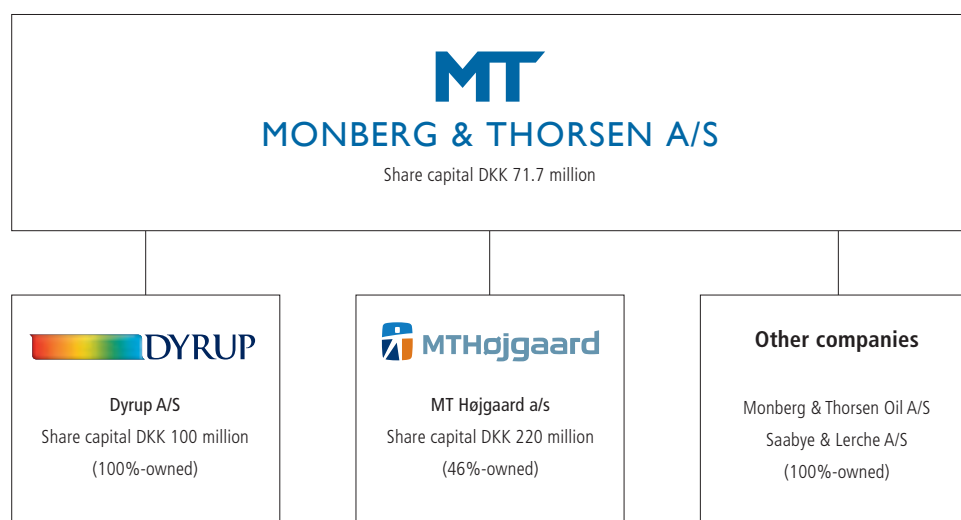 MT
MONBERG & THORSEN A/S
Share capital DKK 71.7 million
DYRUP
Dyrup A/S
Share capital DKK 100 million
(100%-owned)
MTHøjgaard
MT Højgaard a/s
Share capital DKK 220 million
(46%-owned)
Other companies
Monberg & Thorsen Oil A/S
Saabye & Lerche A/S
(100%-owned)